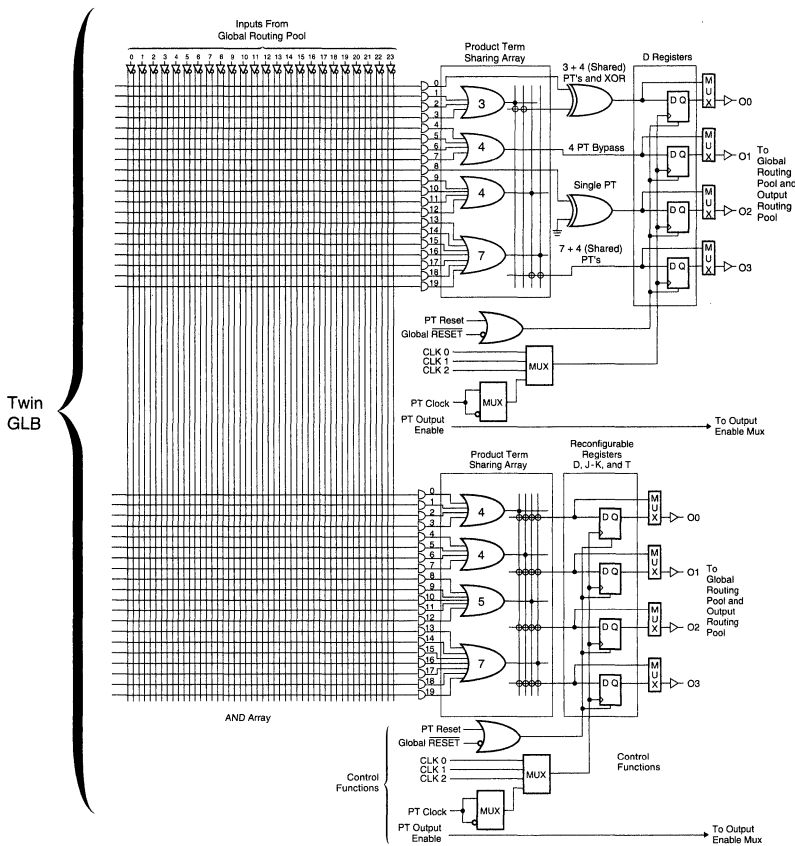 Inputs From
Global Routing Pool
0 1 2 3 4 5 6 7 8 9 10 11 12 13 14 15 16 17 18 19 20 21 22 23
Product Term
Sharing Array
3 + 4 (Shared)
PT's and XOR
D Registers
0
1
2
3
4
5
6
7
8
9
10
11
12
13
14
15
16
17
18
19
3
4
4
7
4 PT Bypass
Single PT
7 + 4 (Shared)
PT's
D Q
D Q
D Q
D Q
MUX
MUX
MUX
MUX
O0
O1
O2
O3
To
Global
Routing
Pool and
Output
Routing
Pool
PT Reset
Global RESET
CLK 0
CLK 1
CLK 2
MUX
PT Clock
MUX
PT Output
Enable
To Output
Enable Mux
Twin
GLB
Product Term
Sharing Array
Reconfigurable
Registers
D, J-K, and T
0
1
2
3
4
5
6
7
8
9
10
11
12
13
14
15
16
17
18
19
4
4
5
7
D Q
D Q
D Q
D Q
MUX
MUX
MUX
MUX
O0
O1
O2
O3
To
Global
Routing
Pool and
Output
Routing
Pool
AND Array
PT Reset
Global RESET
Control
Functions
CLK 0
CLK 1
CLK 2
MUX
Control
Functions
PT Clock
MUX
PT Output
Enable
To Output
Enable Mux